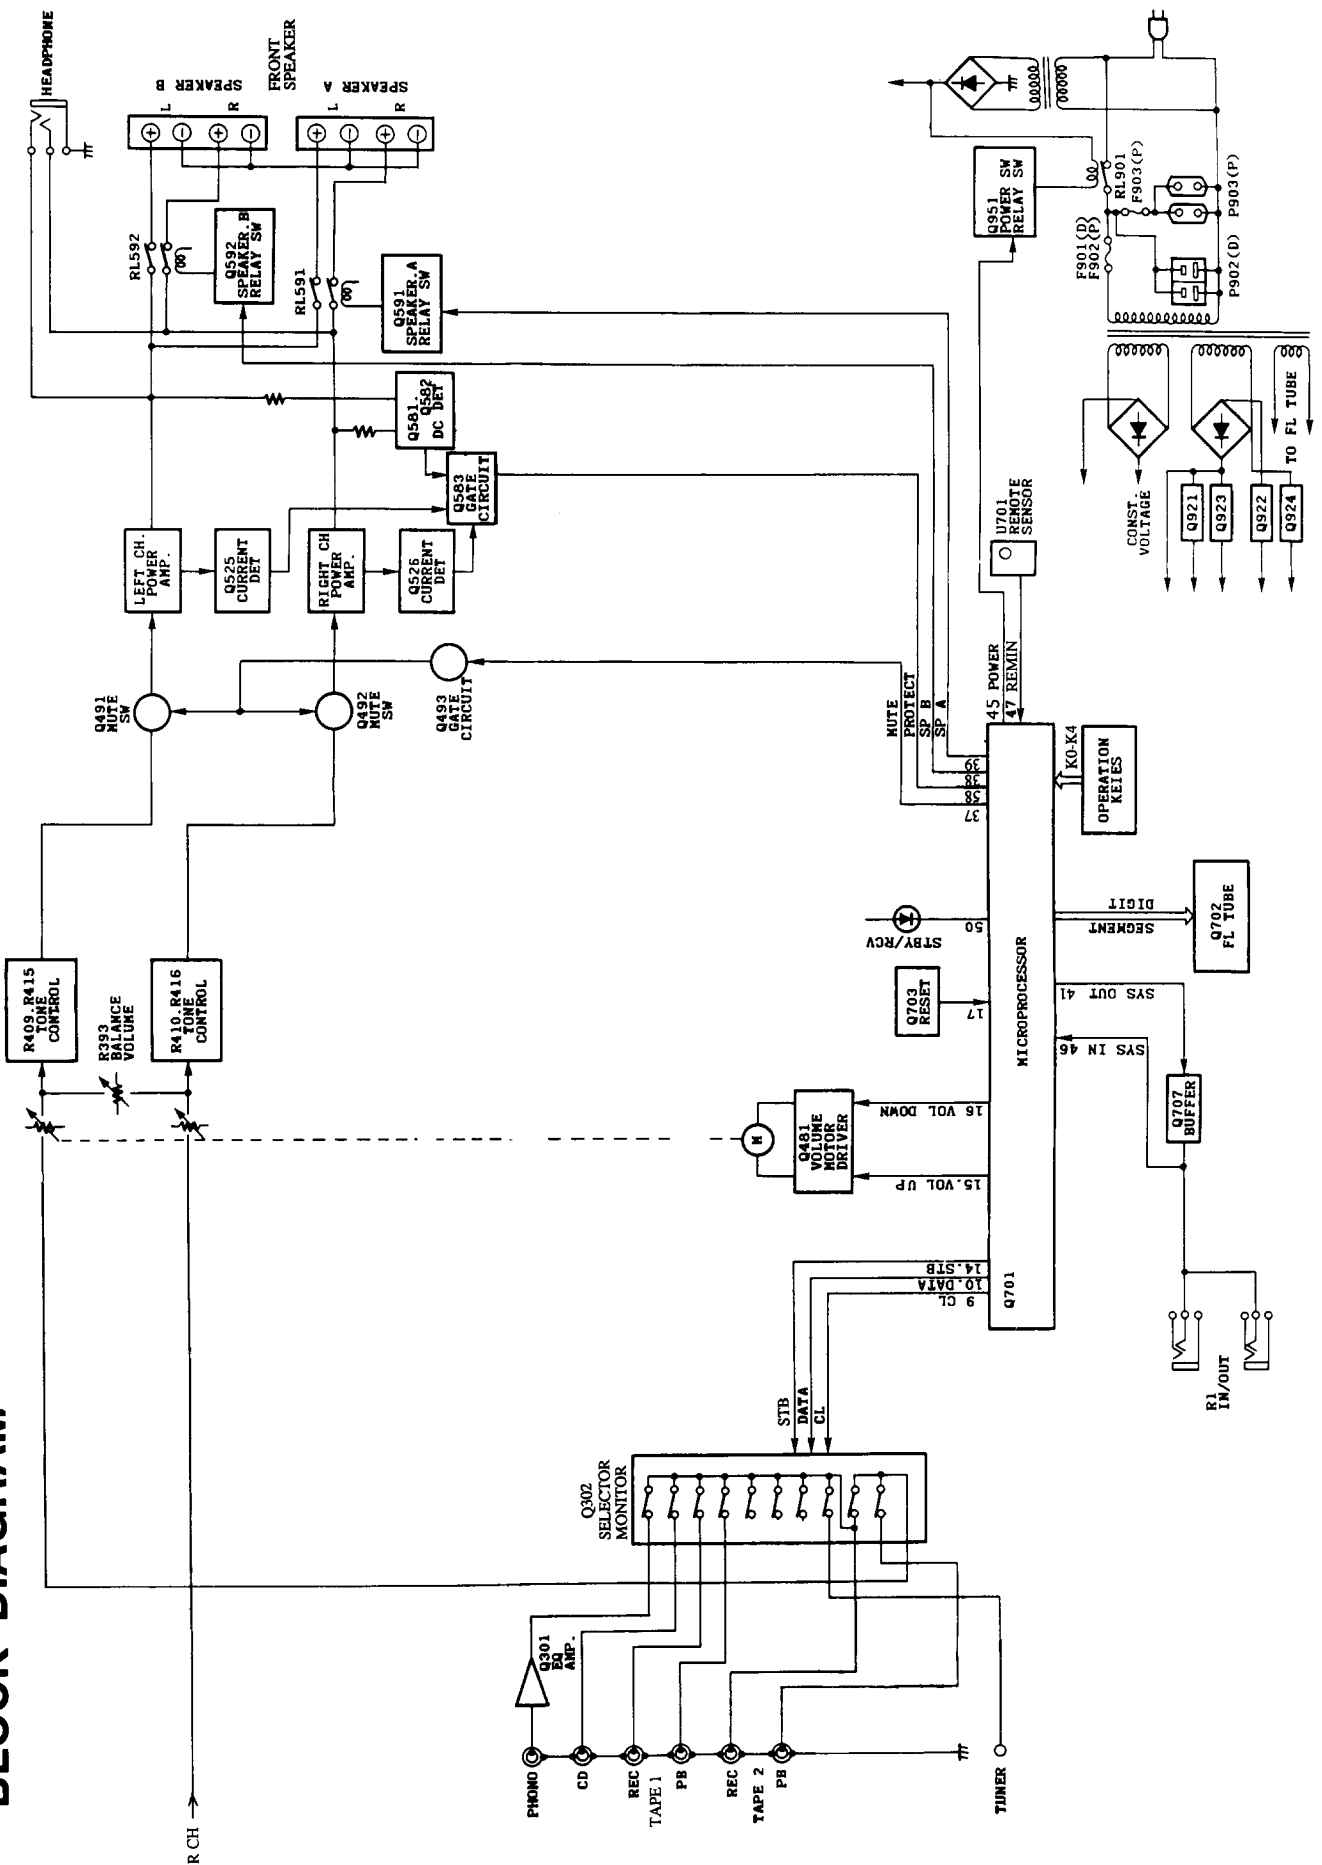 BLOCK DIAGRAM
R CH
PHONO
CD
REC
TAPE 1
PB
REC
TAPE 2
PB
TUNER
Q301
EQ
AMP.
Q302
SELECTOR
MONITOR
STB
DATA
CL
R1
IN/OUT
9 CL
10.DATA
14.STB
Q701
MICROPROCESSOR
15.VOL UP
16 VOL DOWN
Q481
VOLUME
MOTOR
DRIVER
M
Q703
RESET
17
STBY/RCV
50
SYS IN 46
SYS OUT 41
Q707
BUFFER
SEGMENT
DIGIT
Q702
FL TUBE
OPERATION
KEIES
K0-K4
37
58
38
39
MUTE
PROTECT
SP B
SP A
45 POWER
47 REMIN
U701
REMOTE
SENSOR
R409.R415
TONE
CONTROL
R393
BALANCE
VOLUME
R410.R416
TONE
CONTROL
Q491
MUTE
SW
Q492
MUTE
SW
Q493
GATE
CIRCUIT
LEFT CH.
POWER
AMP.
Q525
CURRENT
DET
RIGHT CH
POWER
AMP.
Q526
CURRENT
DET
Q583
GATE
CIRCUIT
Q581.
Q582
DC DET
RL592
Q592
SPEAKER.B
RELAY SW
RL591
Q591
SPEAKER.A
RELAY SW
HEADPHONE
SPEAKER B
L
R
FRONT
SPEAKER
SPEAKER A
L
R
+
-
+
-
+
-
+
-
Q951
POWER SW
RELAY SW
RL901
F903(P)
F901(D)
F902(P)
P902(D)
P903(P)
CONST.
VOLTAGE
Q921
Q923
Q922
Q924
TO FL TUBE